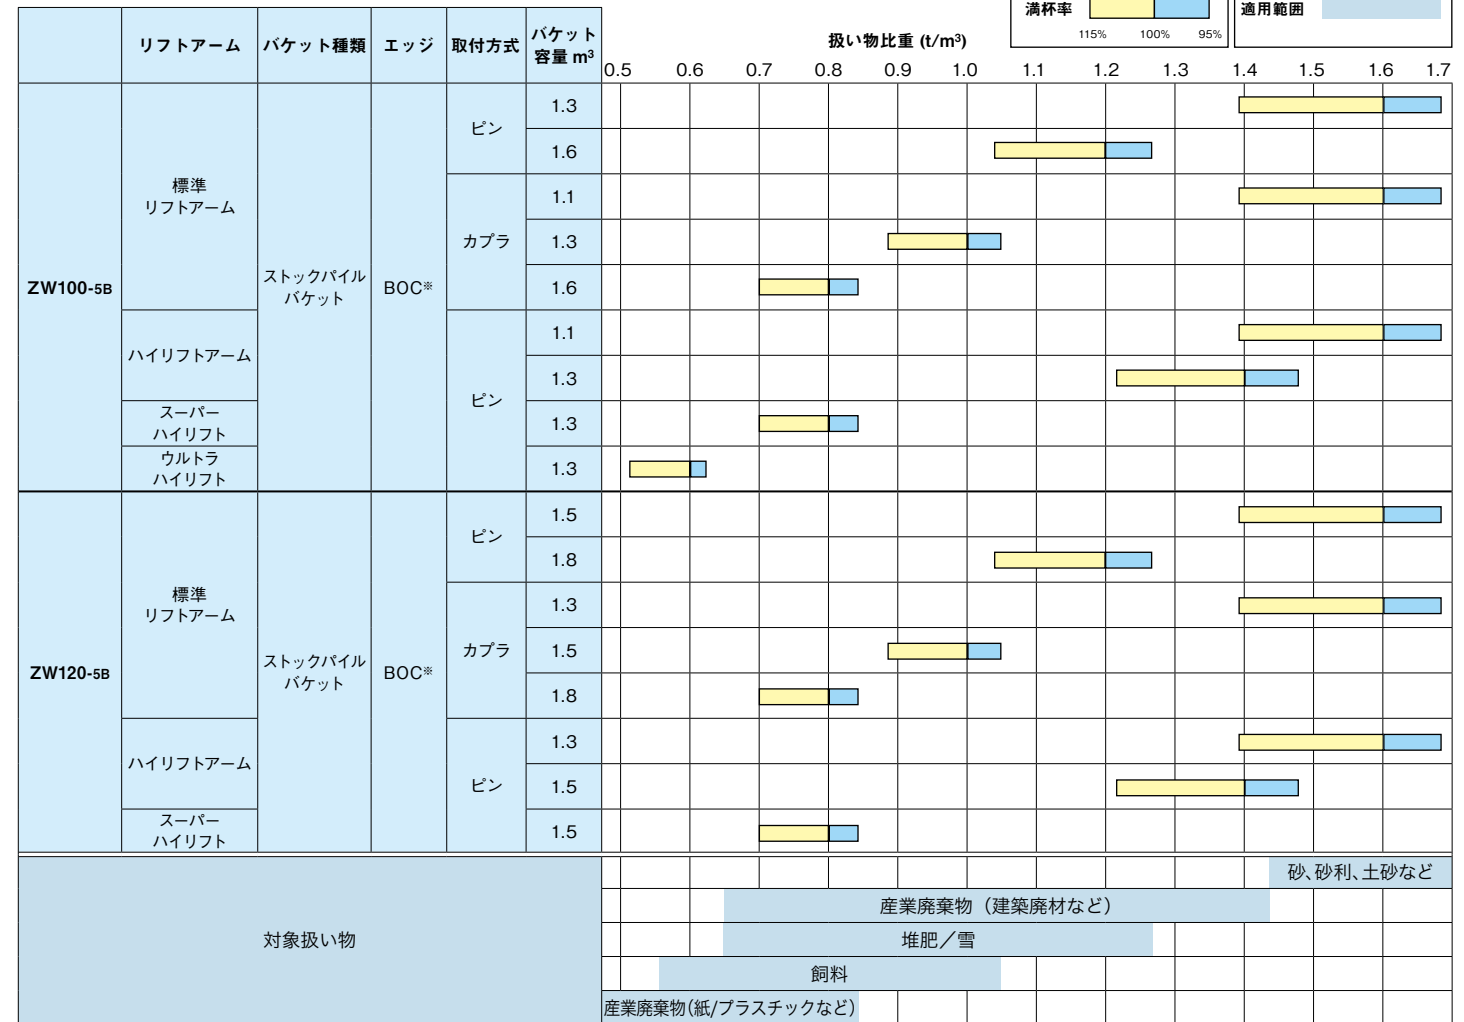 満杯率
115% 100% 95%
適用範囲
リフトアーム バケット種類 エッジ 取付方式 バケット
容量 m³
扱い物比重 (t/m³)
0.5 0.6 0.7 0.8 0.9 1.0 1.1 1.2 1.3 1.4 1.5 1.6 1.7
ZW100-5B
標準
リフトアーム
ストックパイル
バケット
BOC※
ピン
1.3
1.6
カプラ
1.1
1.3
1.6
ハイリフトアーム
ピン
1.1
1.3
スーパー
ハイリフト
1.3
ウルトラ
ハイリフト
1.3
ZW120-5B
標準
リフトアーム
ストックパイル
バケット
BOC※
ピン
1.5
1.8
カプラ
1.3
1.5
1.8
ハイリフトアーム
ピン
1.3
1.5
スーパー
ハイリフト
1.5
対象扱い物
砂、砂利、土砂など
産業廃棄物（建築廃材など）
堆肥／雪
飼料
産業廃棄物(紙/プラスチックなど)